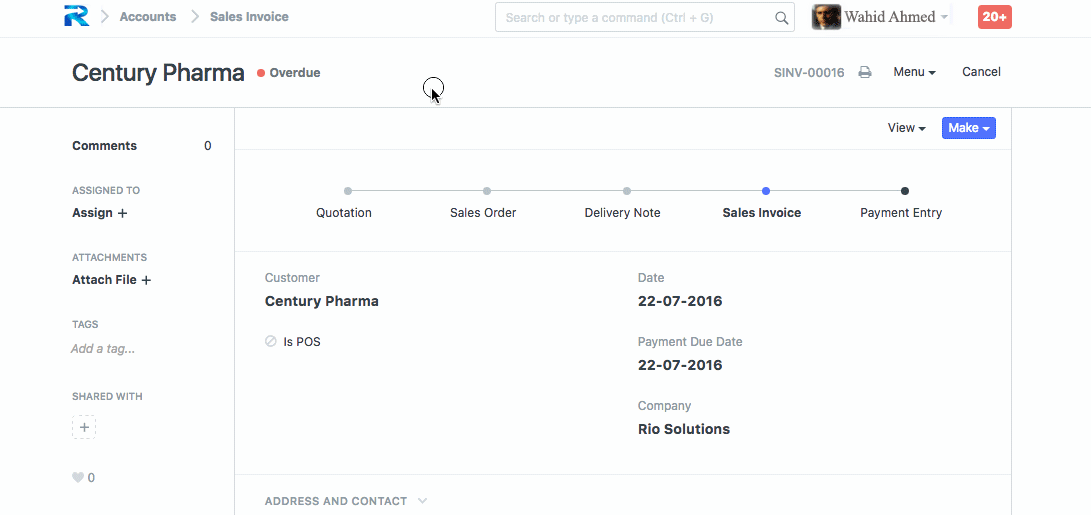 Accounts
Sales Invoice
Search or type a command (Ctrl + G)
Wahid Ahmed
20+
Century Pharma
Overdue
SINV-00016
Menu
Cancel
Comments 0
ASSIGNED TO
Assign +
ATTACHMENTS
Attach File +
TAGS
Add a tag...
SHARED WITH
+
0
View
Make
Quotation
Sales Order
Delivery Note
Sales Invoice
Payment Entry
Customer
Century Pharma
Is POS
Date
22-07-2016
Payment Due Date
22-07-2016
Company
Rio Solutions
ADDRESS AND CONTACT